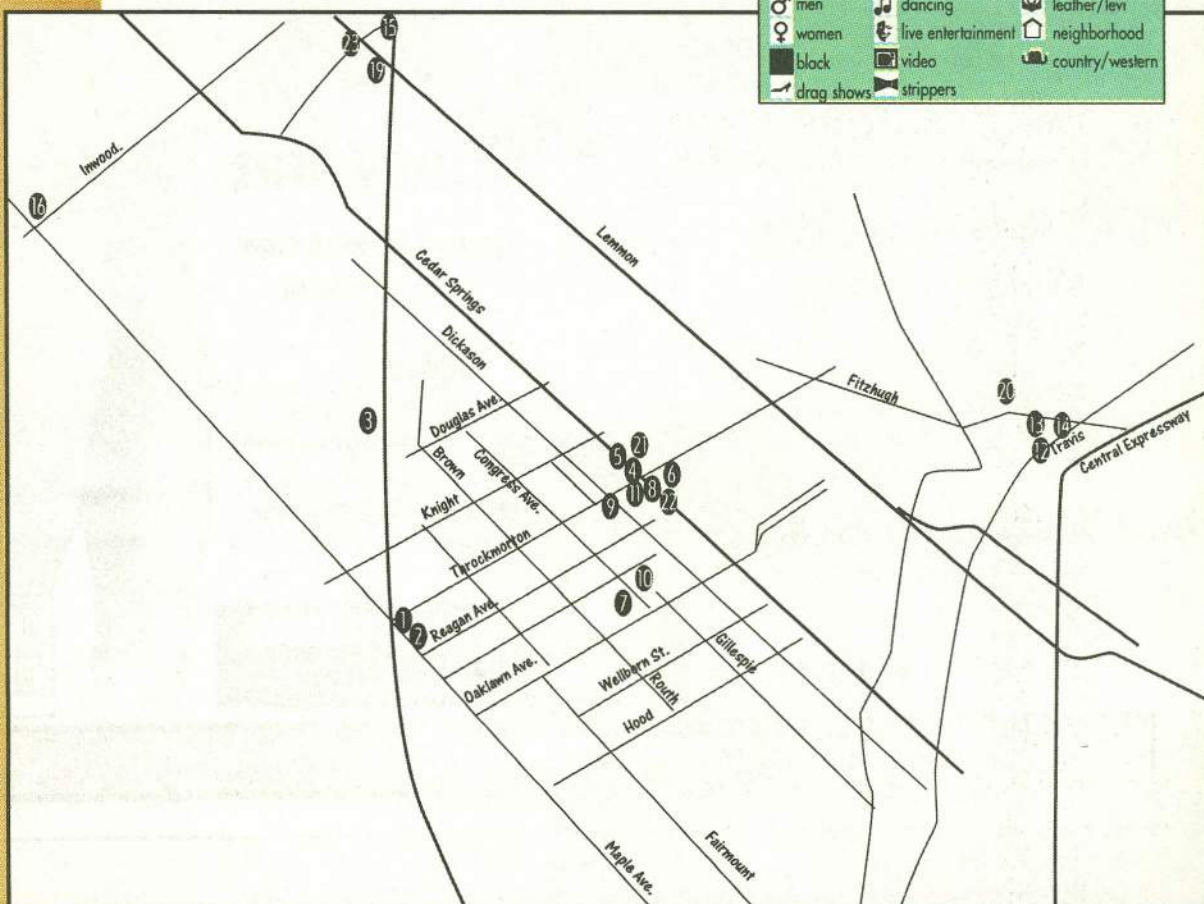 men dancing leather/levi
women live entertainment neighborhood
black video country/western
drag shows strippers
15
23
19
Inwood.
16
Lemmon
Cedar Springs
Dickason
Fitzhugh
20
3
Douglas Ave.
13 14
12 Travis
Central Expressway
21
5
4
6
Brown
Congress Ave.
11 8
9 22
Knight
Throckmorton
10
7
1
2
Reagan Ave.
Oaklawn Ave.
Wellborn St.
Gillespie
Routh
Hood
Fairmount
Maple Ave.